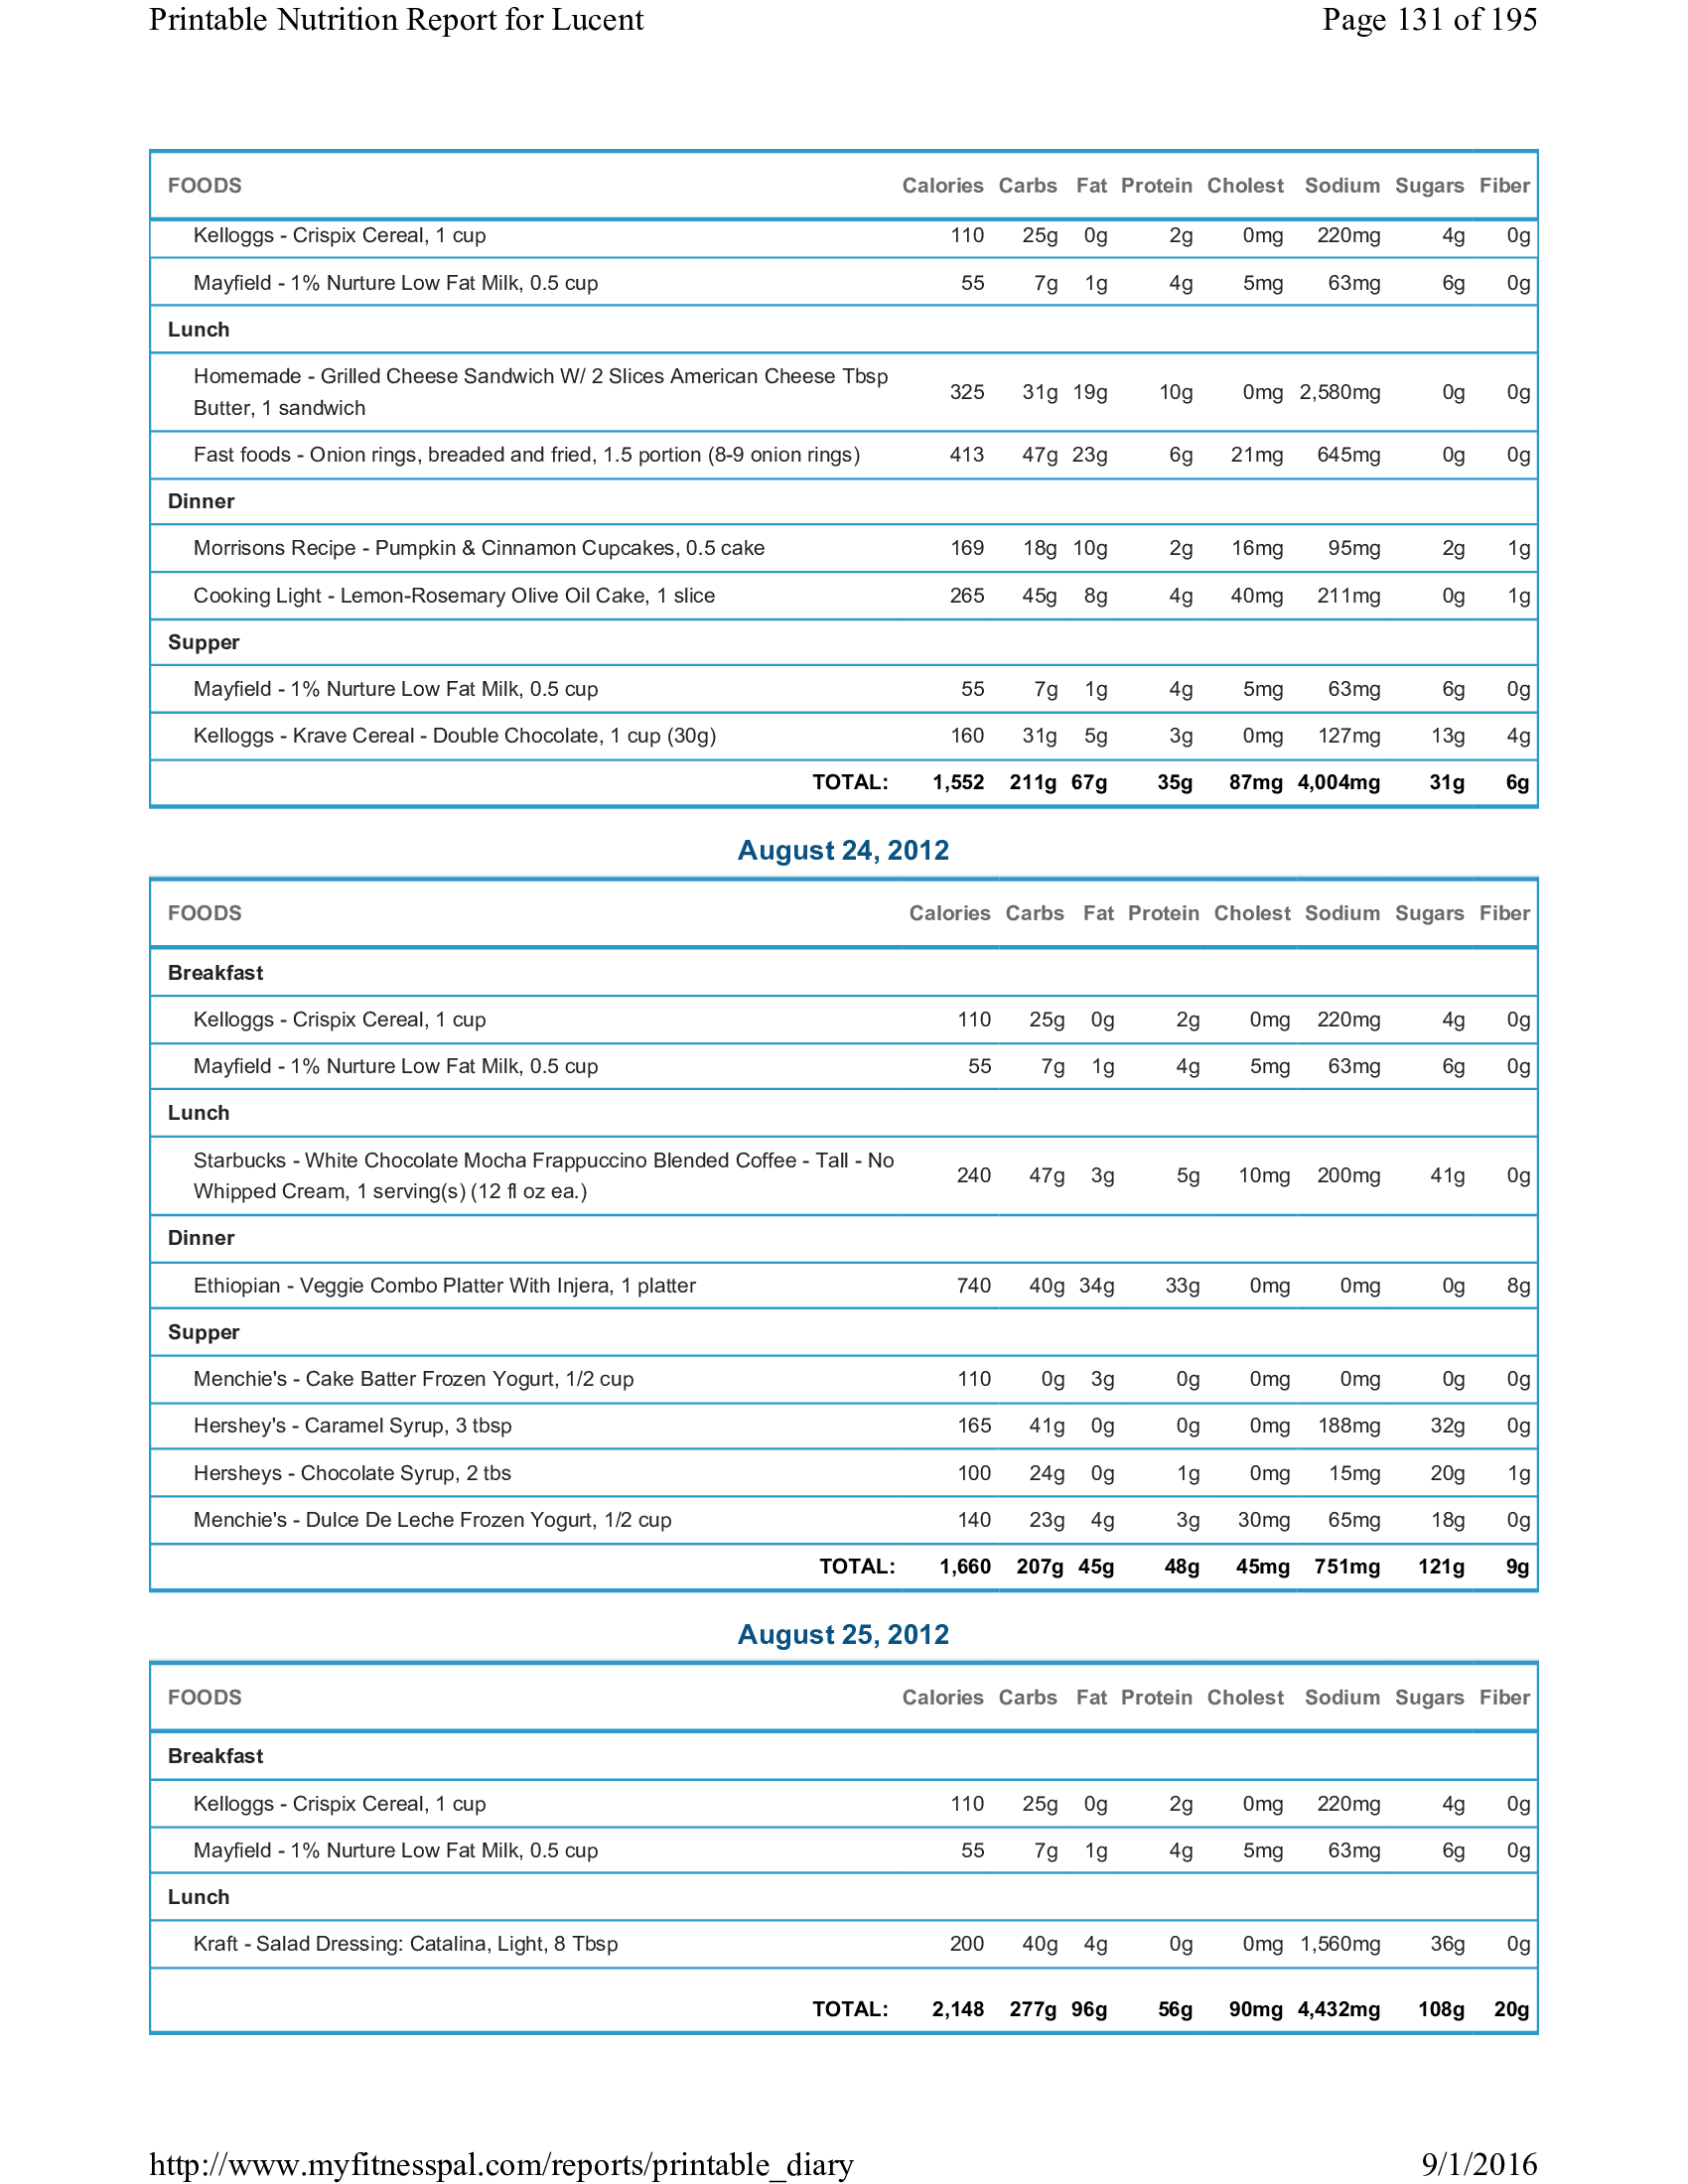 Printable Nutrition Report for Lucent Page 131 of 195
FOODS Calories Carbs Fat Protein Cholest Sodium Sugars Fiber
Kelloggs - Crispix Cereal, 1 cup 110 25g 0g 2g 0mg 220mg 4g 0g
Mayfield - 1% Nurture Low Fat Milk, 0.5 cup 55 7g 1g 4g 5mg 63mg 6g 0g
Lunch
Homemade - Grilled Cheese Sandwich W/ 2 Slices American Cheese Tbsp
Butter, 1 sandwich 325 31g 19g 10g 0mg 2,580mg 0g 0g
Fast foods - Onion rings, breaded and fried, 1.5 portion (8-9 onion rings) 413 47g 23g 6g 21mg 645mg 0g 0g
Dinner
Morrisons Recipe - Pumpkin & Cinnamon Cupcakes, 0.5 cake 169 18g 10g 2g 16mg 95mg 2g 1g
Cooking Light - Lemon-Rosemary Olive Oil Cake, 1 slice 265 45g 8g 4g 40mg 211mg 0g 1g
Supper
Mayfield - 1% Nurture Low Fat Milk, 0.5 cup 55 7g 1g 4g 5mg 63mg 6g 0g
Kelloggs - Krave Cereal - Double Chocolate, 1 cup (30g) 160 31g 5g 3g 0mg 127mg 13g 4g
TOTAL: 1,552 211g 67g 35g 87mg 4,004mg 31g 6g
August 24, 2012
FOODS Calories Carbs Fat Protein Cholest Sodium Sugars Fiber
Breakfast
Kelloggs - Crispix Cereal, 1 cup 110 25g 0g 2g 0mg 220mg 4g 0g
Mayfield - 1% Nurture Low Fat Milk, 0.5 cup 55 7g 1g 4g 5mg 63mg 6g 0g
Lunch
Starbucks - White Chocolate Mocha Frappuccino Blended Coffee - Tall - No
Whipped Cream, 1 serving(s) (12 fl oz ea.) 240 47g 3g 5g 10mg 200mg 41g 0g
Dinner
Ethiopian - Veggie Combo Platter With Injera, 1 platter 740 40g 34g 33g 0mg 0mg 0g 8g
Supper
Menchie's - Cake Batter Frozen Yogurt, 1/2 cup 110 0g 3g 0g 0mg 0mg 0g 0g
Hershey's - Caramel Syrup, 3 tbsp 165 41g 0g 0g 0mg 188mg 32g 0g
Hersheys - Chocolate Syrup, 2 tbs 100 24g 0g 1g 0mg 15mg 20g 1g
Menchie's - Dulce De Leche Frozen Yogurt, 1/2 cup 140 23g 4g 3g 30mg 65mg 18g 0g
TOTAL: 1,660 207g 45g 48g 45mg 751mg 121g 9g
August 25, 2012
FOODS Calories Carbs Fat Protein Cholest Sodium Sugars Fiber
Breakfast
Kelloggs - Crispix Cereal, 1 cup 110 25g 0g 2g 0mg 220mg 4g 0g
Mayfield - 1% Nurture Low Fat Milk, 0.5 cup 55 7g 1g 4g 5mg 63mg 6g 0g
Lunch
Kraft - Salad Dressing: Catalina, Light, 8 Tbsp 200 40g 4g 0g 0mg 1,560mg 36g 0g
TOTAL: 2,148 277g 96g 56g 90mg 4,432mg 108g 20g
http://www.myfitnesspal.com/reports/printable_diary 9/1/2016